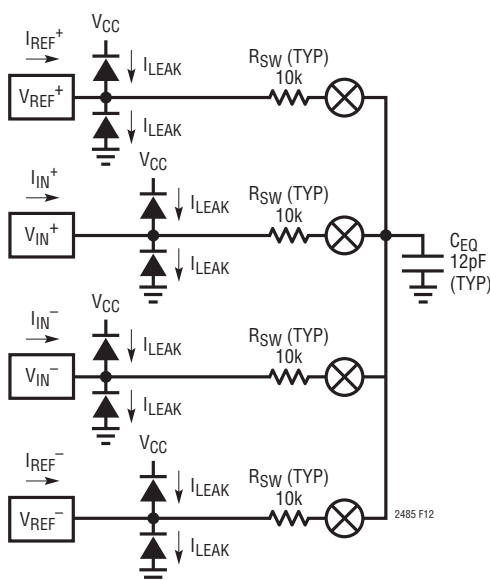 VCC
IREF+
ILEAK
VREF+
RSW (TYP)
10k
ILEAK
VCC
IIN+
ILEAK
VIN+
RSW (TYP)
10k
ILEAK
CEQ
12pF
(TYP)
VCC
IIN−
ILEAK
VIN−
RSW (TYP)
10k
ILEAK
VCC
IREF−
ILEAK
VREF−
RSW (TYP)
10k
ILEAK
2485 F12